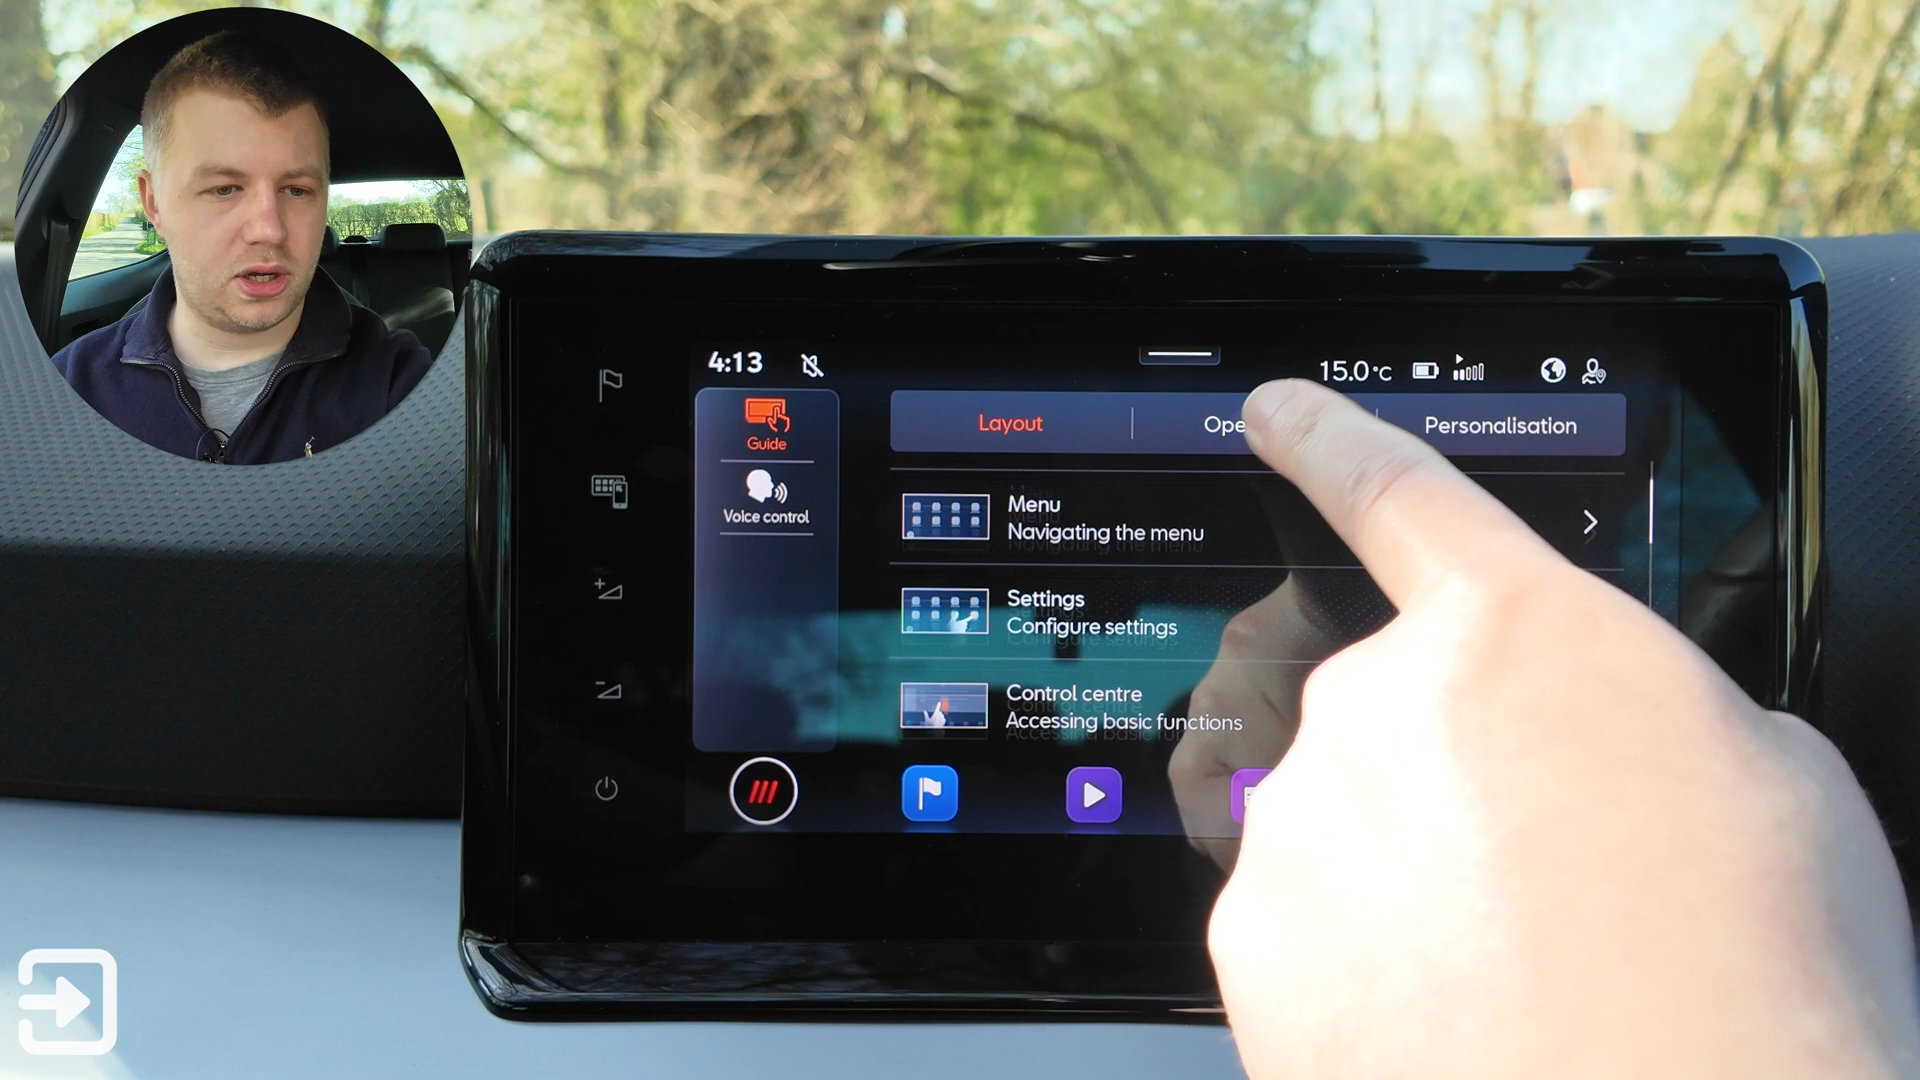 4:13
15.0°C
Guide
Voice control
Layout
Personalisation
Menu
Navigating the menu
Settings
Configure settings
Control centre
Accessing basic functions